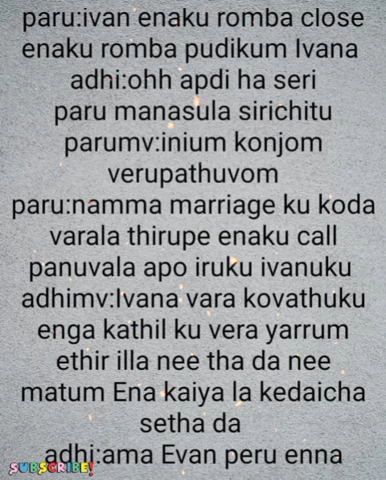 paru:ivan enaku romba close
enaku romba pudikum Ivana
adhi:ohh apdi ha seri
paru manasula sirichitu
parumv:inium konjom
verupathuvom
paru:namma marriage ku koda
varala thirupe enaku call
panuvala apo iruku ivanuku
adhimv:Ivana vara kovathuku
enga kathil ku vera yarrum
ethir illa nee tha da nee
matum Ena kaiya la kedaicha
setha da
adhi:ama Evan peru enna
SUBSCRIBE!